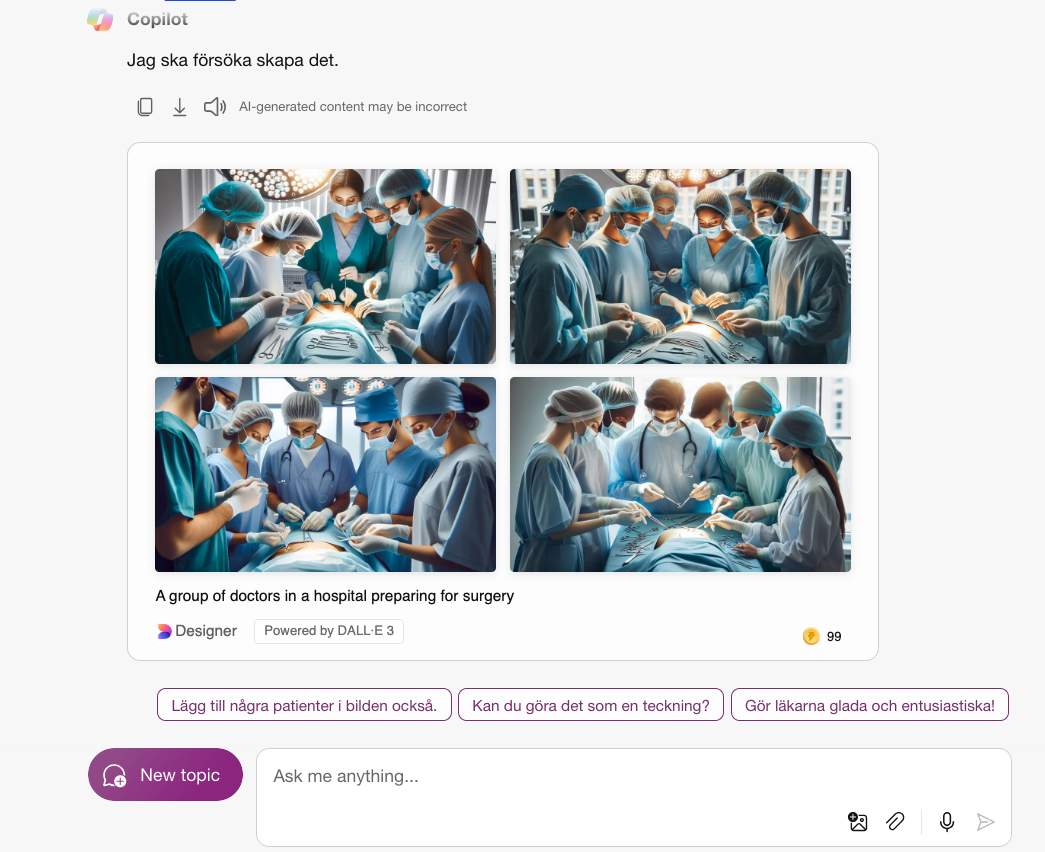 Copilot
Jag ska försöka skapa det.
AI-generated content may be incorrect
A group of doctors in a hospital preparing for surgery
Designer
Powered by DALL·E 3
99
Lägg till några patienter i bilden också.
Kan du göra det som en teckning?
Gör läkarna glada och entusiastiska!
New topic
Ask me anything...